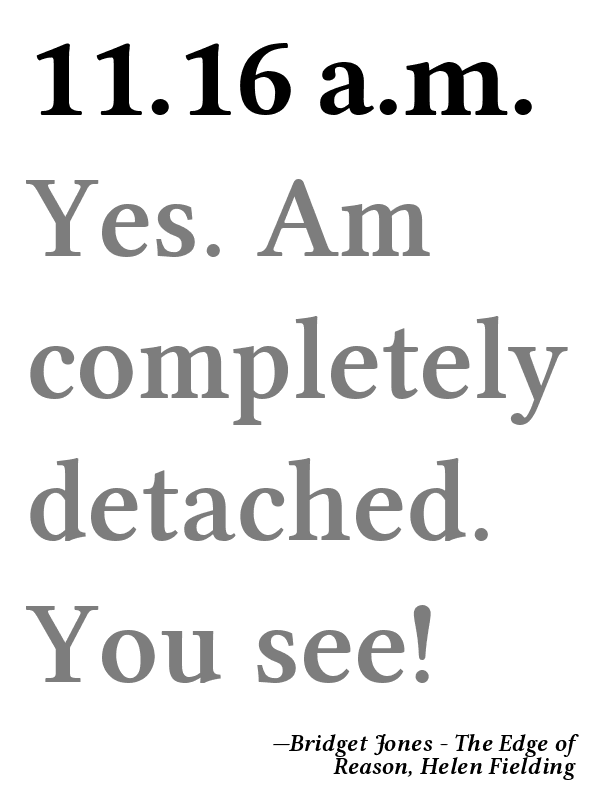 11.16 a.m.
Yes. Am
completely
detached.
You see!
—Bridget Jones - The Edge of
Reason, Helen Fielding